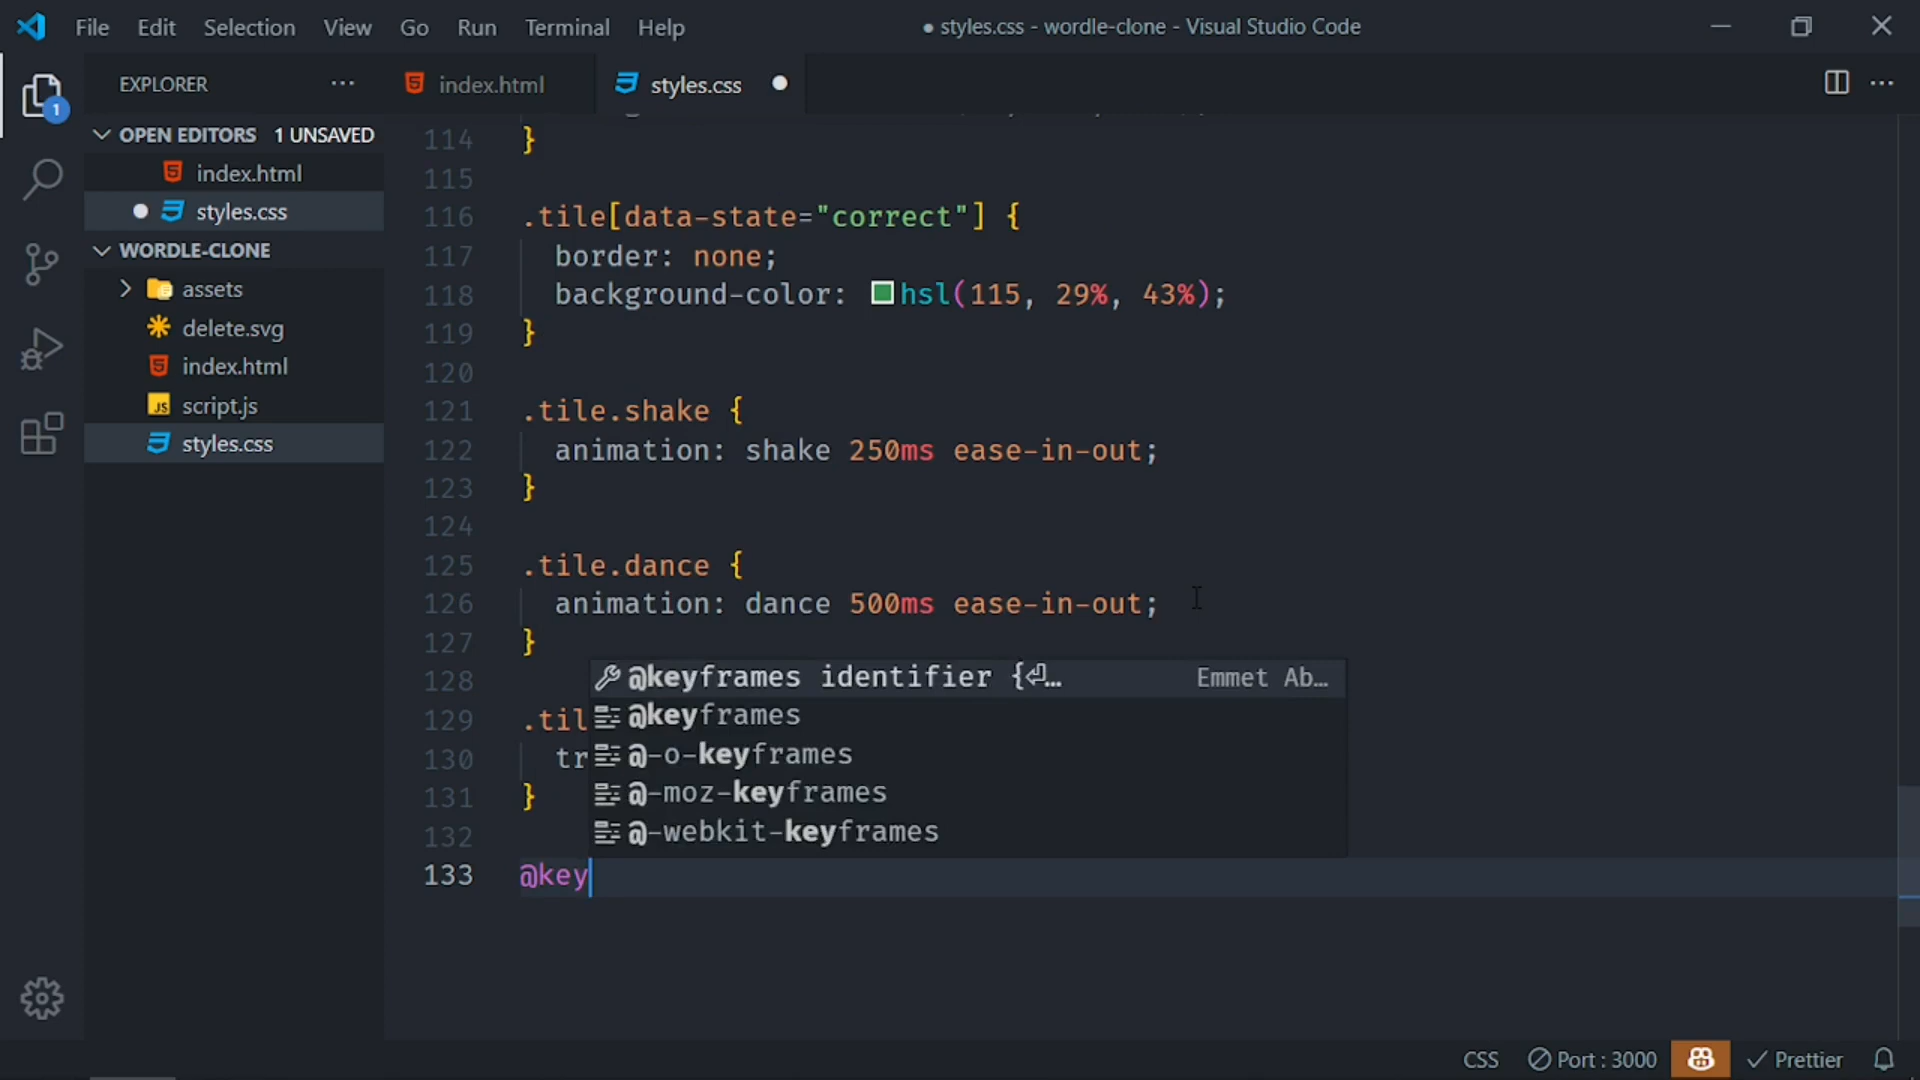 File Edit Selection View Go Run Terminal Help
● styles.css - wordle-clone - Visual Studio Code
EXPLORER ···
index.html
styles.css ●
1
OPEN EDITORS 1 UNSAVED
index.html
● styles.css
WORDLE-CLONE
assets
delete.svg
index.html
JS script.js
styles.css
114 }
115
116 .tile[data-state="correct"] {
117 border: none;
118 background-color: hsl(115, 29%, 43%);
119 }
120
121 .tile.shake {
122 animation: shake 250ms ease-in-out;
123 }
124
125 .tile.dance {
126 animation: dance 500ms ease-in-out;
127 }
128
129 .til
130 tr
131 }
132
133 @key
@keyframes identifier {⏎… Emmet Ab…
@keyframes
@-o-keyframes
@-moz-keyframes
@-webkit-keyframes
CSS Port : 3000 Prettier